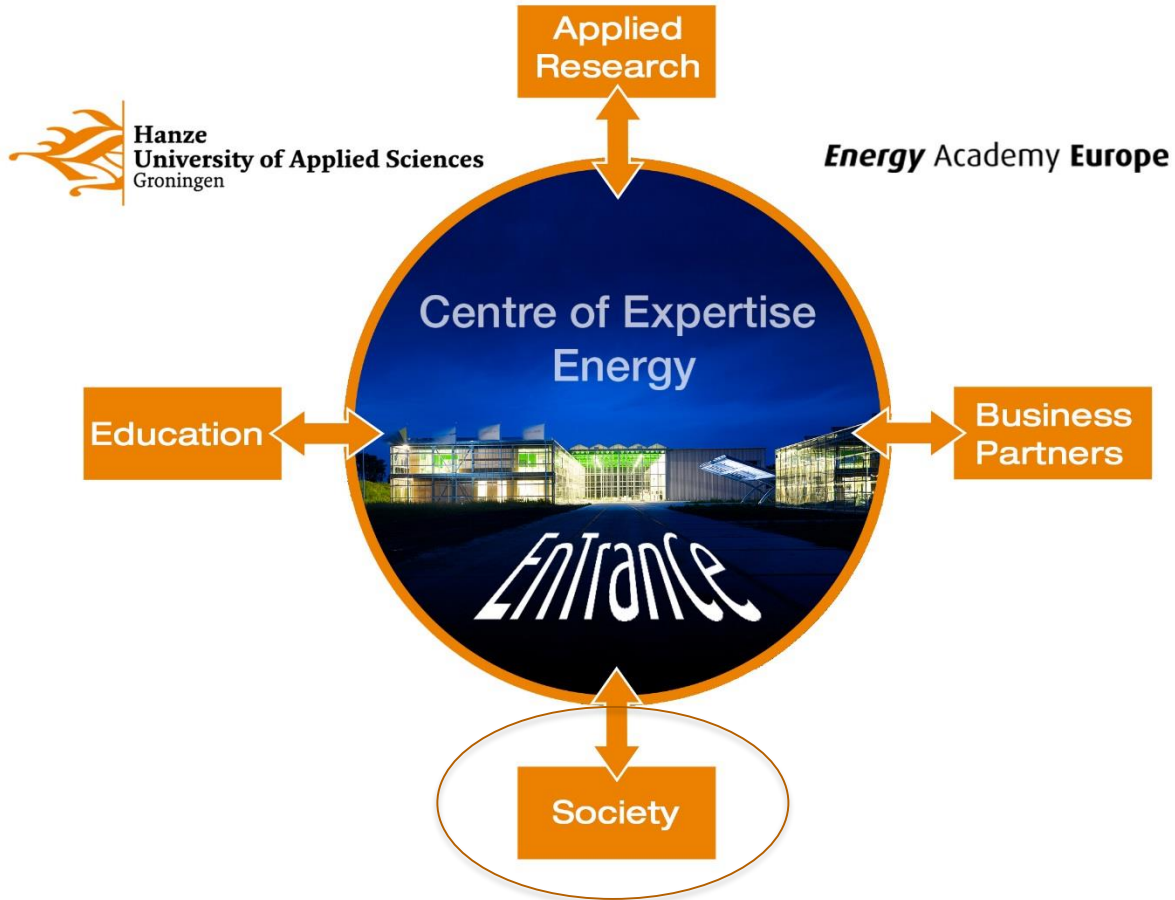 Applied
Research
Hanze
University of Applied Sciences
Groningen
Energy Academy Europe
Centre of Expertise
Energy
Education
Business
Partners
EnTranCe
Society